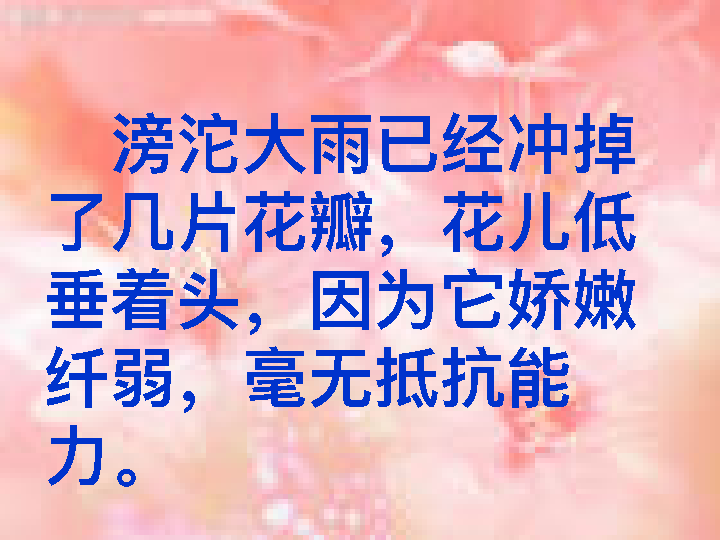 滂沱大雨已经冲掉
了几片花瓣，花儿低
垂着头，因为它娇嫩
纤弱，毫无抵抗能
力。